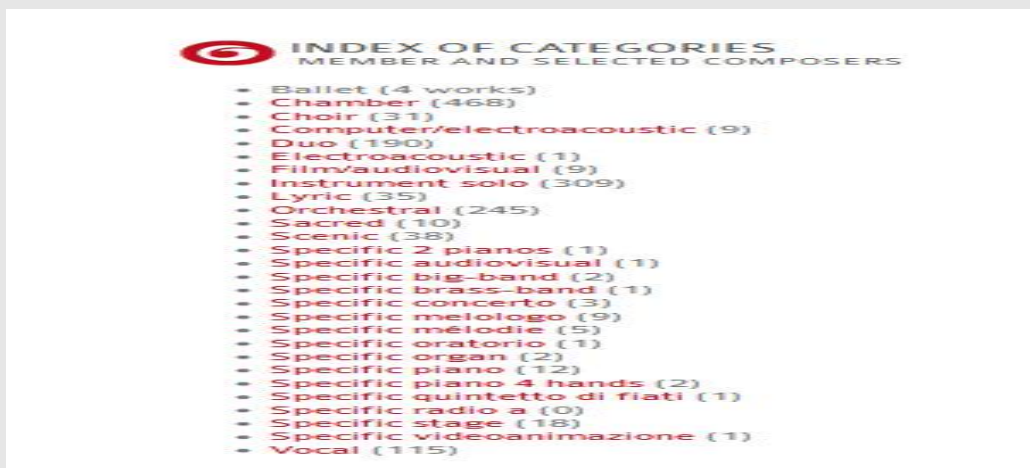 INDEX OF CATEGORIES
MEMBER AND SELECTED COMPOSERS
Ballet (4 works)
Chamber (468)
Choir (31)
Computer/electroacoustic (9)
Duo (190)
Electroacoustic (1)
Film/audiovisual (9)
Instrument solo (309)
Lyric (35)
Orchestral (245)
Sacred (10)
Scenic (38)
Specific 2 pianos (1)
Specific audiovisual (1)
Specific big-band (2)
Specific brass-band (1)
Specific concerto (3)
Specific melologo (9)
Specific mélodie (5)
Specific oratorio (1)
Specific organ (2)
Specific piano (12)
Specific piano 4 hands (2)
Specific quintetto di fiati (1)
Specific radio a (0)
Specific stage (18)
Specific videoanimazione (1)
Vocal (115)